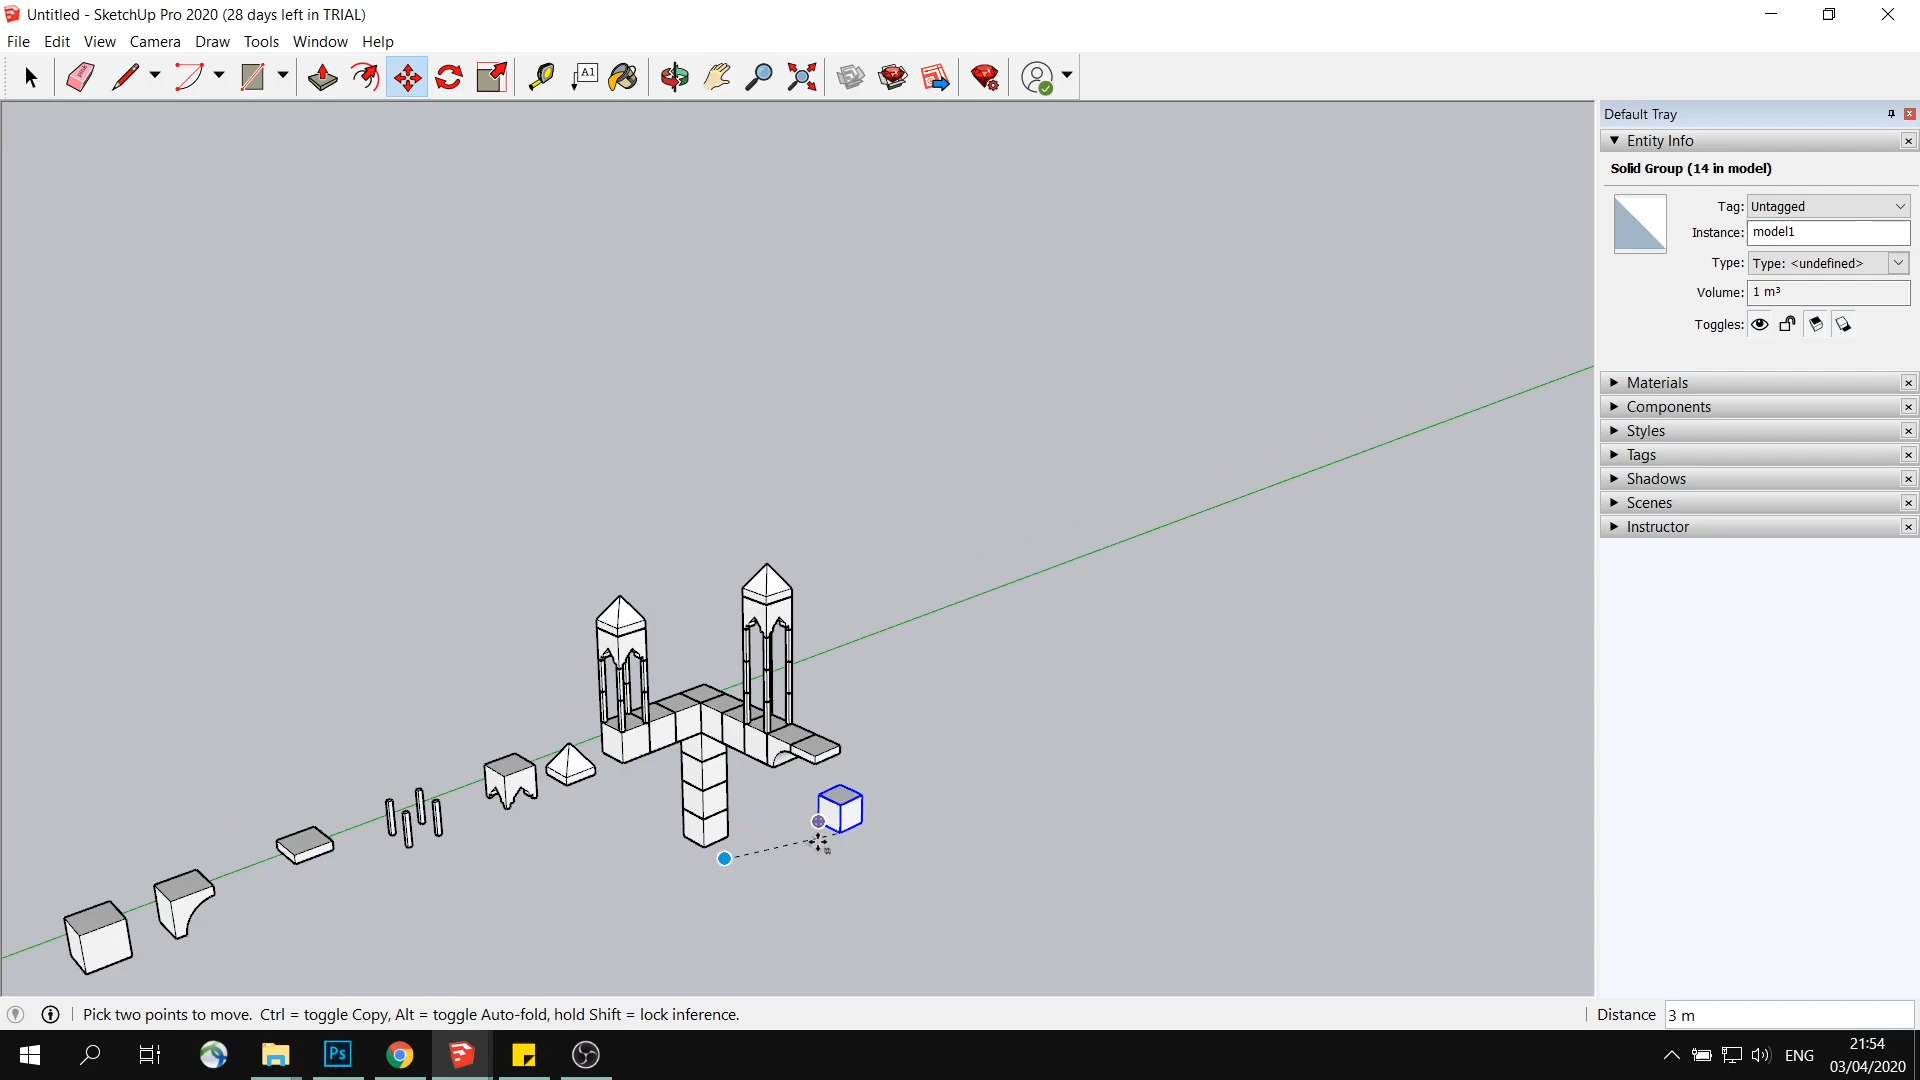 Untitled - SketchUp Pro 2020 (28 days left in TRIAL)
File Edit View Camera Draw Tools Window Help
A1
Default Tray
Entity Info
Solid Group (14 in model)
Tag: Untagged
Instance: model1
Type: Type: <undefined>
Volume: 1 m³
Toggles:
Materials
Components
Styles
Tags
Shadows
Scenes
Instructor
Pick two points to move. Ctrl = toggle Copy, Alt = toggle Auto-fold, hold Shift = lock inference.
Distance 3 m
Ps
ENG
21:54
03/04/2020